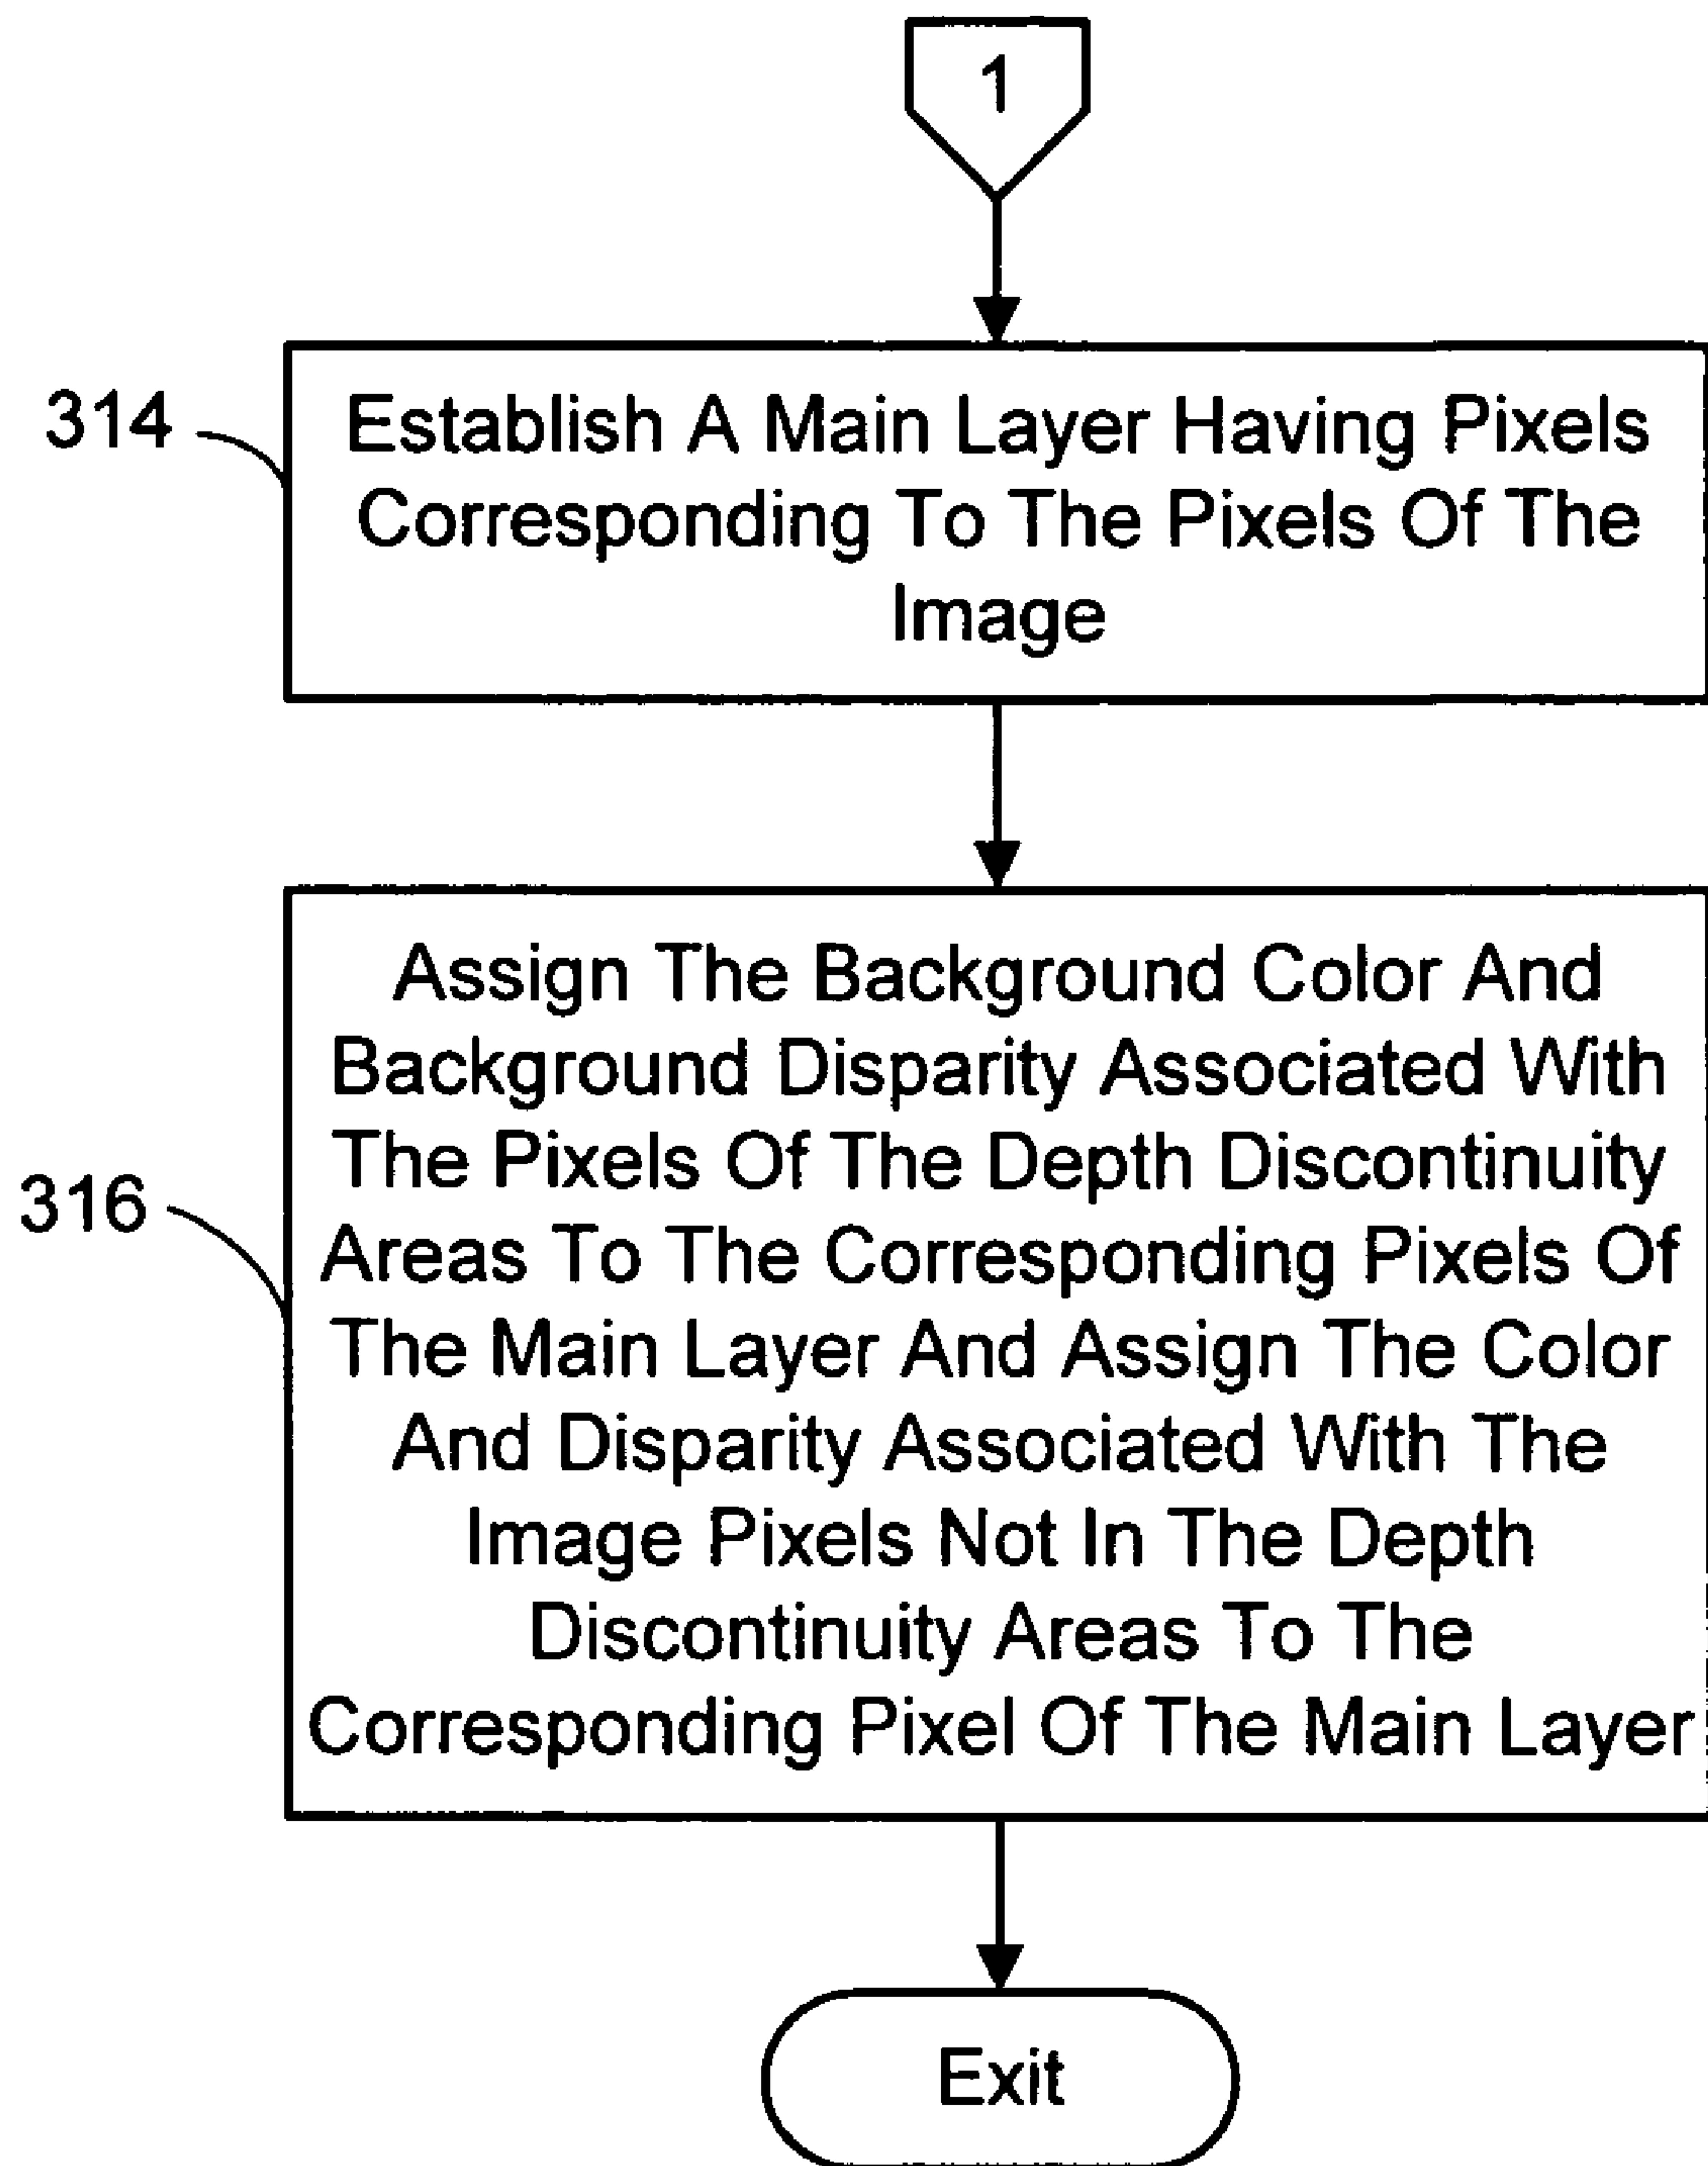 1
314
Establish A Main Layer Having Pixels
Corresponding To The Pixels Of The
Image
316
Assign The Background Color And
Background Disparity Associated With
The Pixels Of The Depth Discontinuity
Areas To The Corresponding Pixels Of
The Main Layer And Assign The Color
And Disparity Associated With The
Image Pixels Not In The Depth
Discontinuity Areas To The
Corresponding Pixel Of The Main Layer
Exit